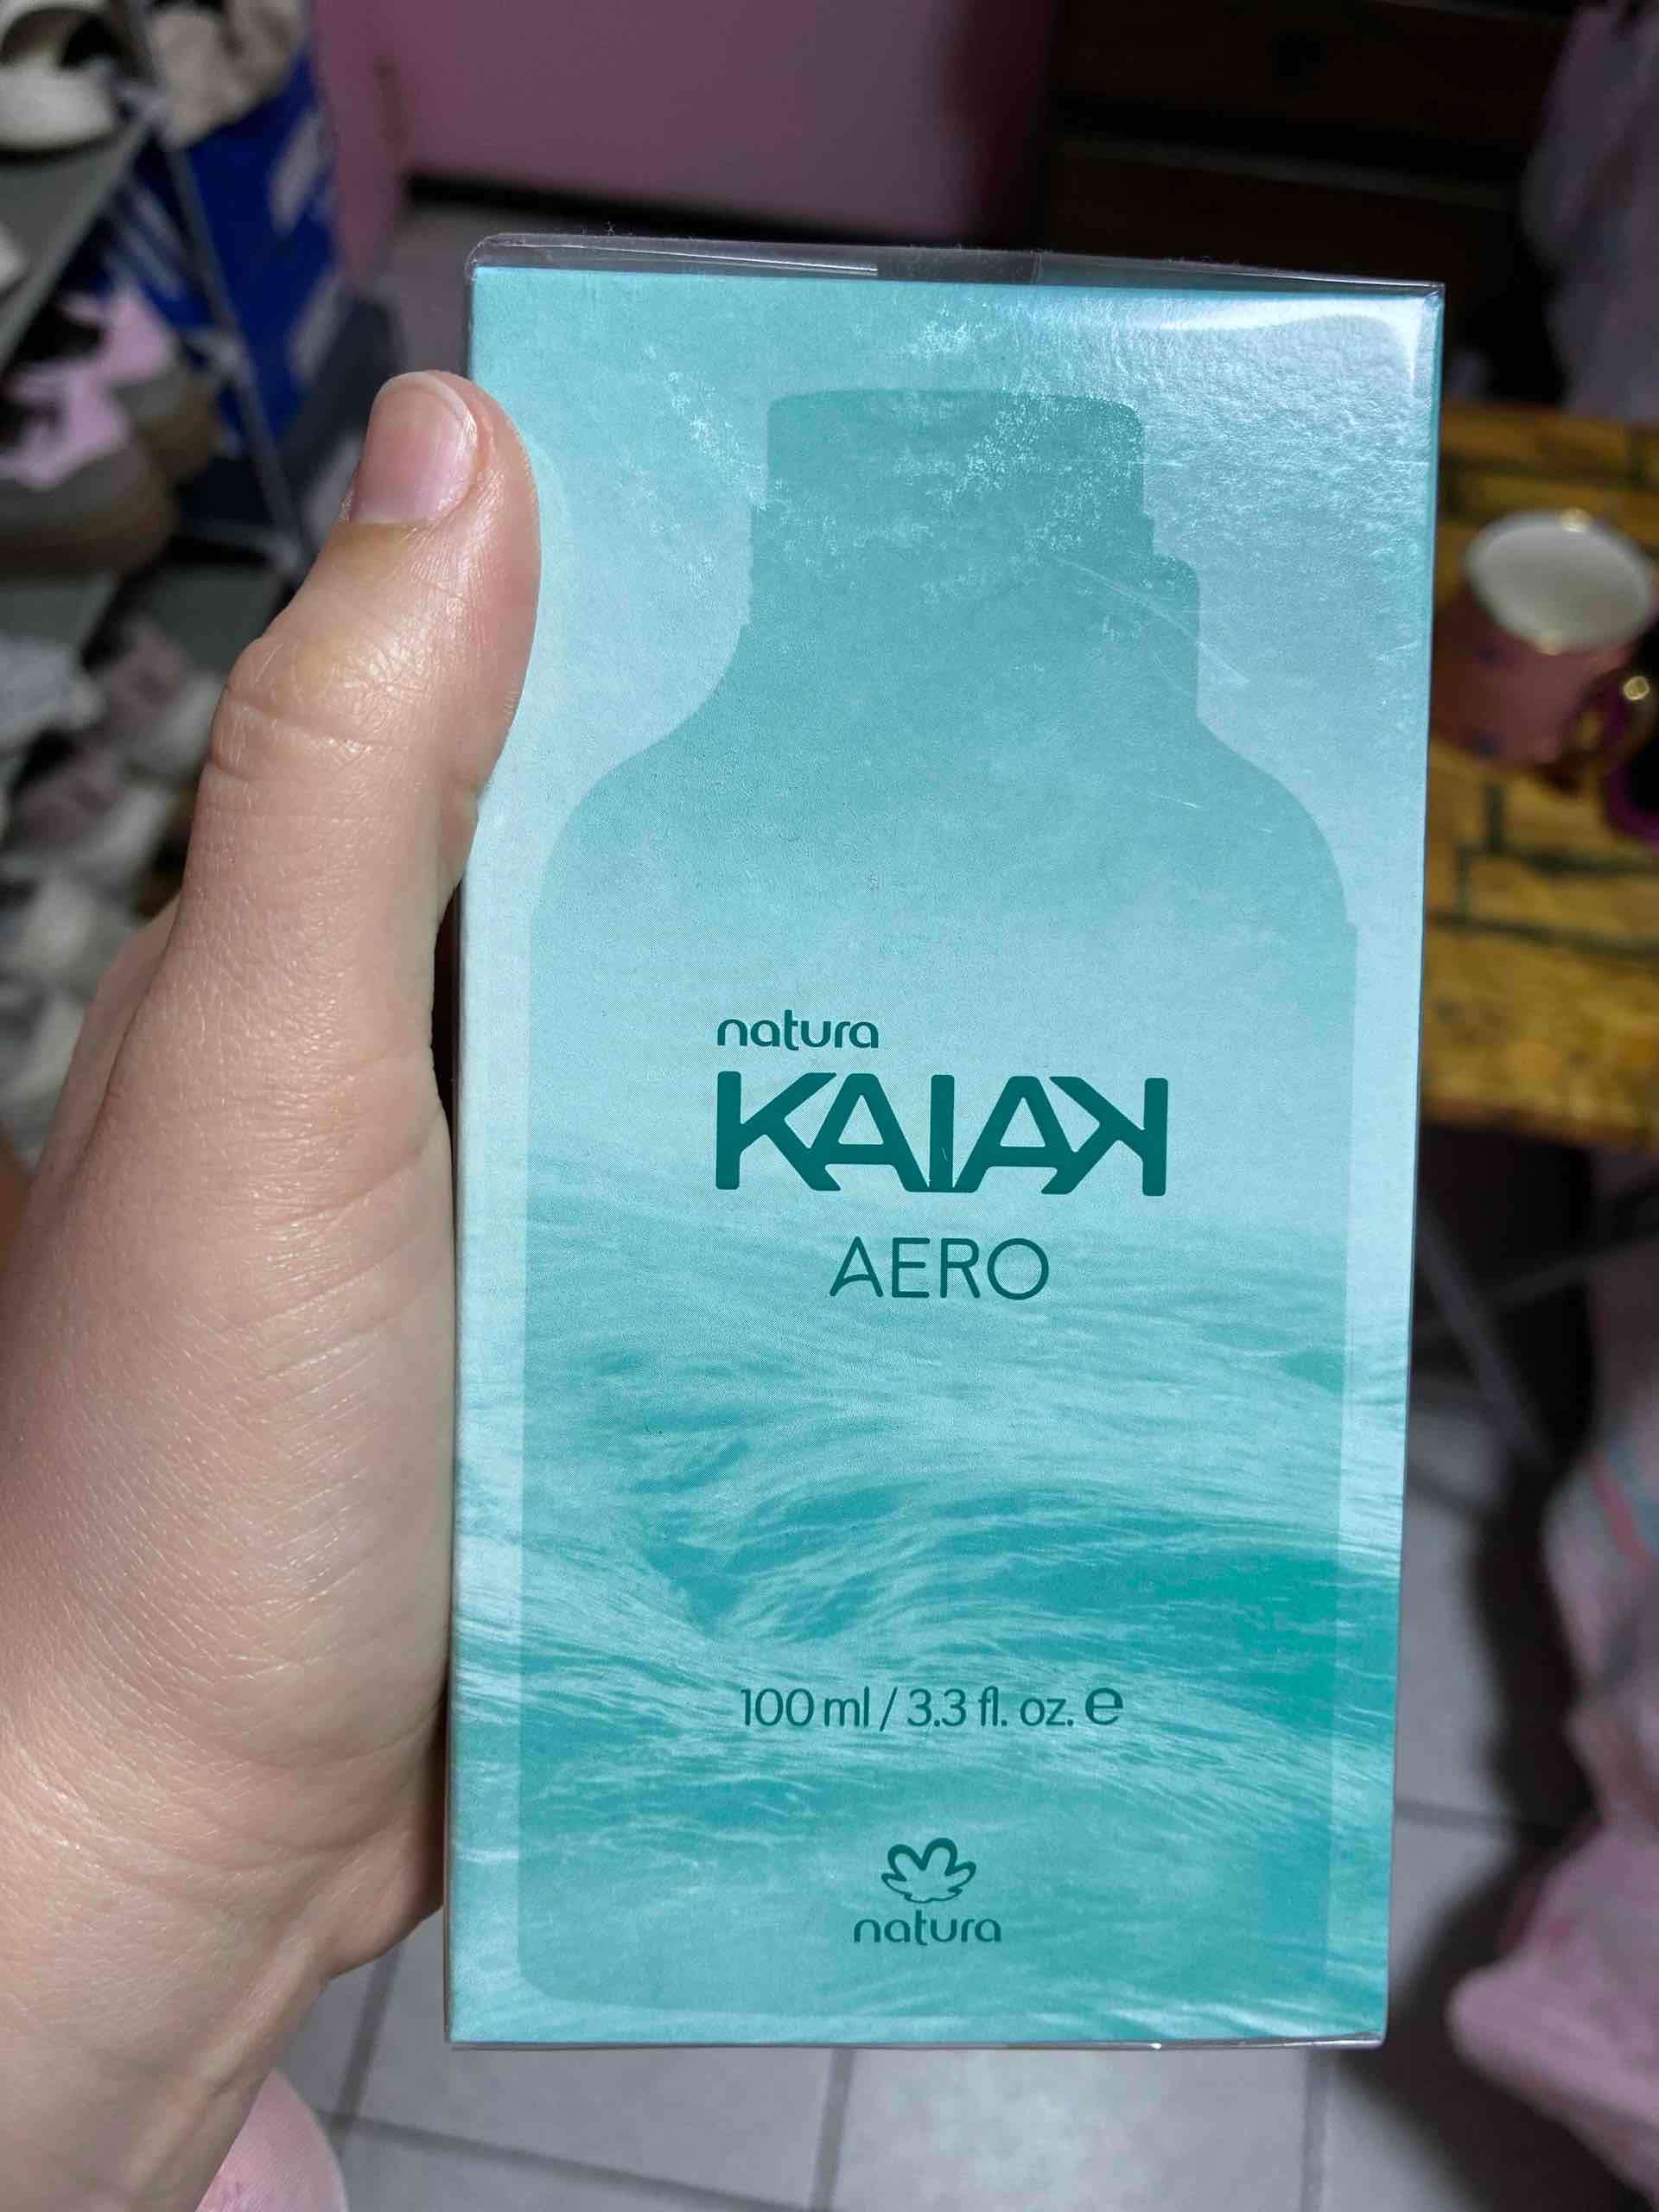 natura
KAIAK
AERO
100 ml / 3.3 fl. oz. e
natura